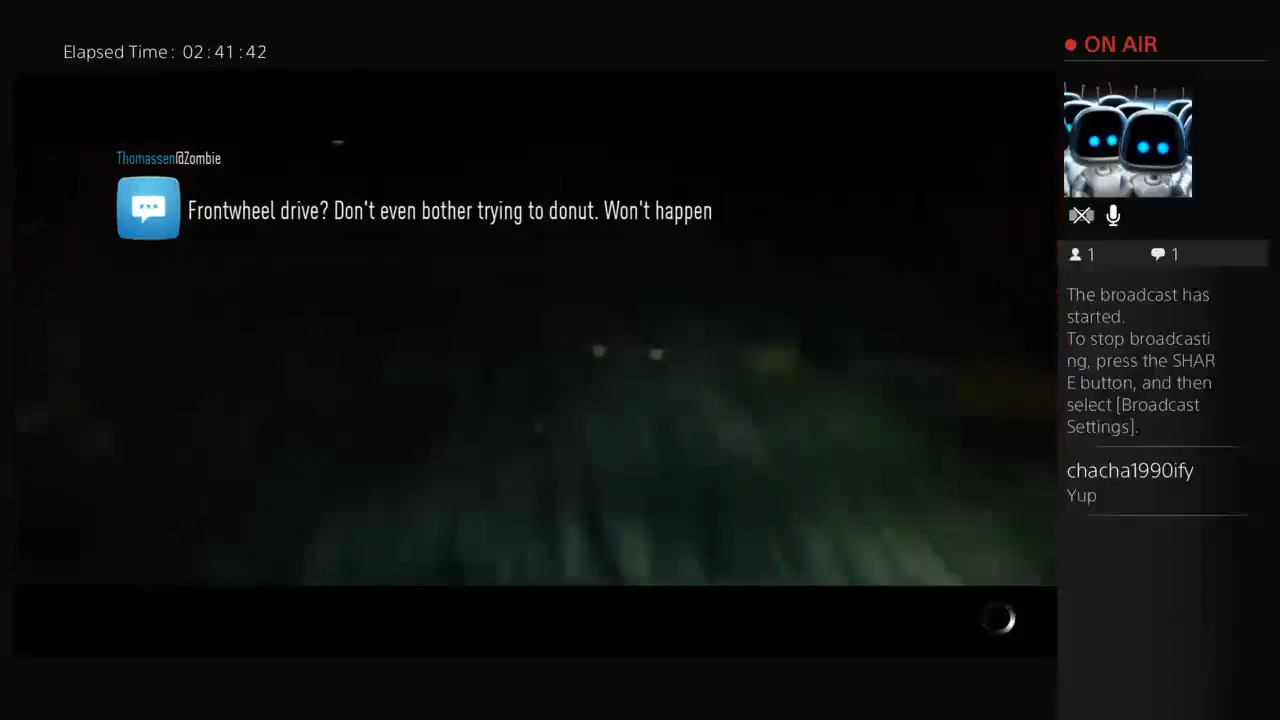 Elapsed Time: 02:41:42
ON AIR
Thomassen@Zombie
Frontwheel drive? Don't even bother trying to donut. Won't happen
1
1
The broadcast has
started.
To stop broadcasti
ng, press the SHAR
E button, and then
select [Broadcast
Settings].
chacha1990ify
Yup